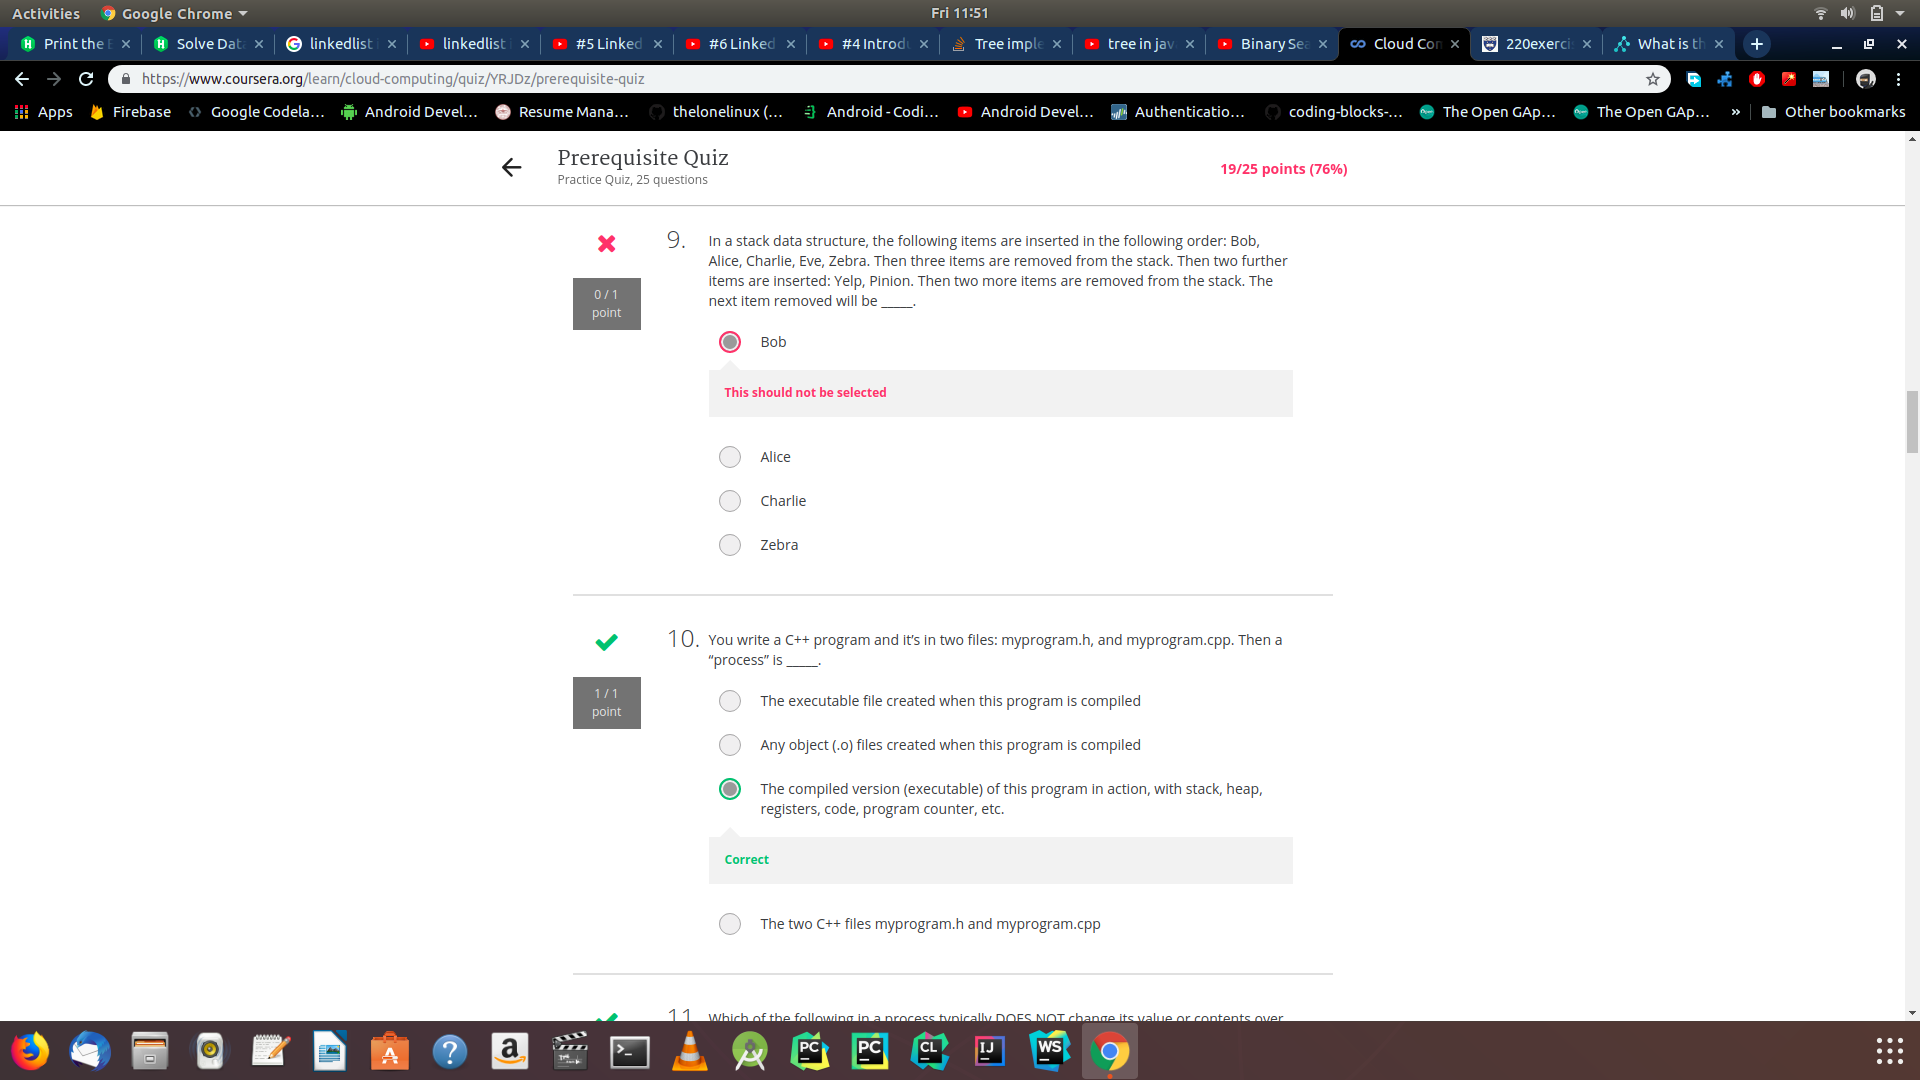 Activities Google Chrome Fri 11:51
Print the Solve Dat linkedlist linkedlist #5 Linked #6 Linked #4 Introdu Tree imple tree in jav Binary Sea Cloud Con 220exerci What is th
https://www.coursera.org/learn/cloud-computing/quiz/YRJDz/prerequisite-quiz
Apps Firebase Google Codela... Android Devel... Resume Mana... thelonelinux (... Android - Codi... Android Devel... Authenticatio... coding-blocks-... The Open GAp... The Open GAp... » Other bookmarks
Prerequisite Quiz
Practice Quiz, 25 questions
19/25 points (76%)
9. In a stack data structure, the following items are inserted in the following order: Bob,
Alice, Charlie, Eve, Zebra. Then three items are removed from the stack. Then two further
items are inserted: Yelp, Pinion. Then two more items are removed from the stack. The
next item removed will be _____.
0 / 1
point
Bob
This should not be selected
Alice
Charlie
Zebra
10. You write a C++ program and it’s in two files: myprogram.h, and myprogram.cpp. Then a
“process” is _____.
1 / 1
point
The executable file created when this program is compiled
Any object (.o) files created when this program is compiled
The compiled version (executable) of this program in action, with stack, heap,
registers, code, program counter, etc.
Correct
The two C++ files myprogram.h and myprogram.cpp
11. Which of the following in a process typically DOES NOT change its value or contents over
PC PC CL IJ WS